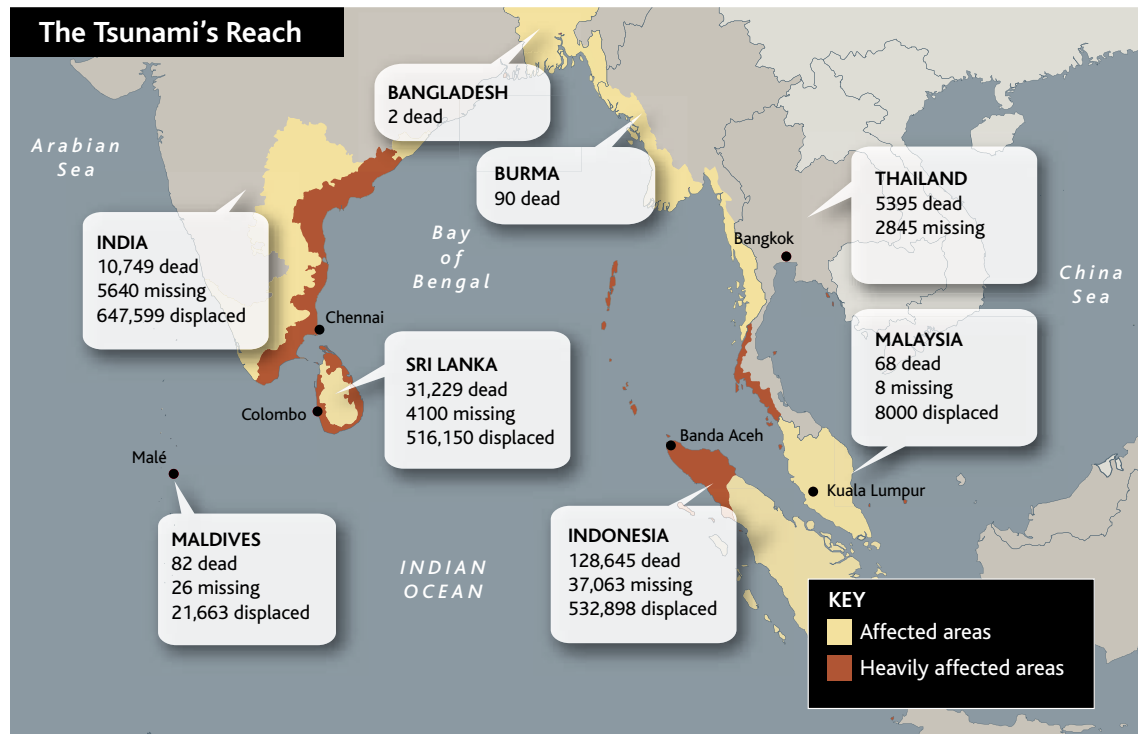 The Tsunami's Reach
BANGLADESH
2 dead
Arabian
Sea
BURMA
90 dead
THAILAND
5395 dead
2845 missing
INDIA
10,749 dead
5640 missing
647,599 displaced
Bay
of
Bengal
Bangkok
China
Sea
Chennai
MALAYSIA
68 dead
8 missing
8000 displaced
SRI LANKA
31,229 dead
4100 missing
516,150 displaced
Colombo
Banda Aceh
Malé
Kuala Lumpur
MALDIVES
82 dead
26 missing
21,663 displaced
INDIAN
OCEAN
INDONESIA
128,645 dead
37,063 missing
532,898 displaced
KEY
Affected areas
Heavily affected areas